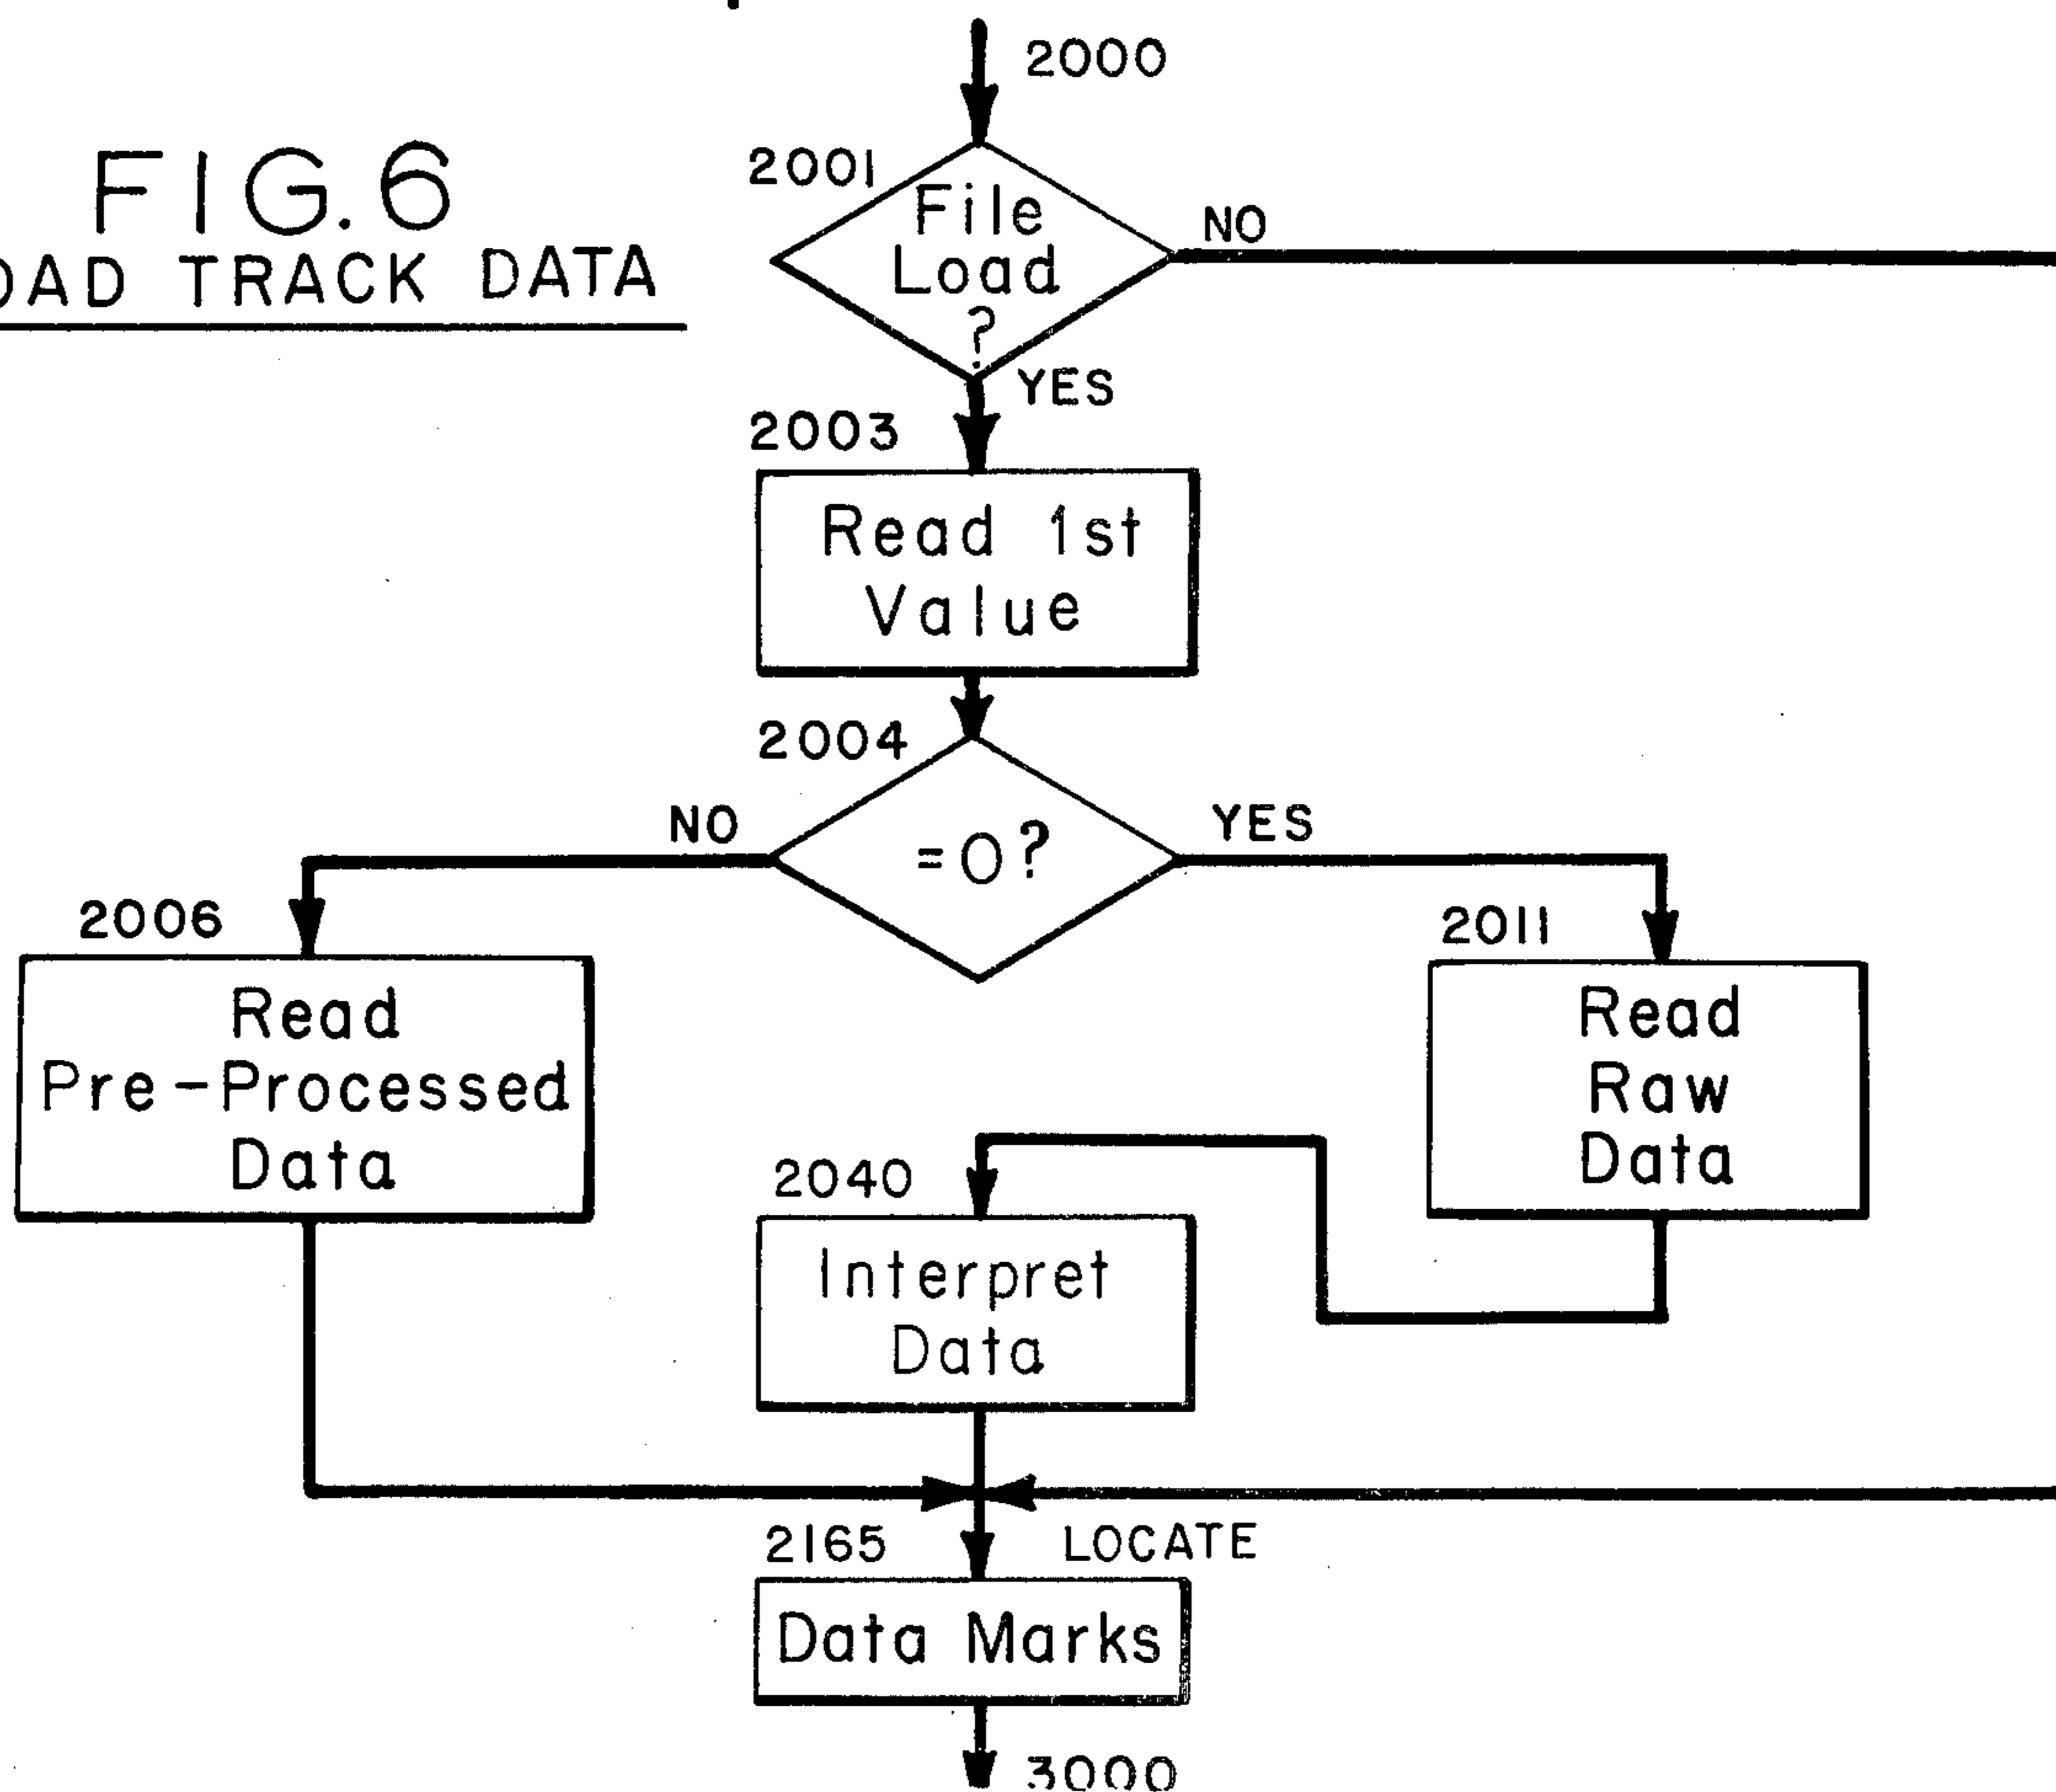 2000
FIG.6
OAD TRACK DATA
2001
File
Load
?
NO
YES
2003
Read 1st
Value
2004
=0?
NO
YES
2006
Read
Pre-Processed
Data
2011
Read
Raw
Data
2040
Interpret
Data
2165
LOCATE
Data Marks
3000